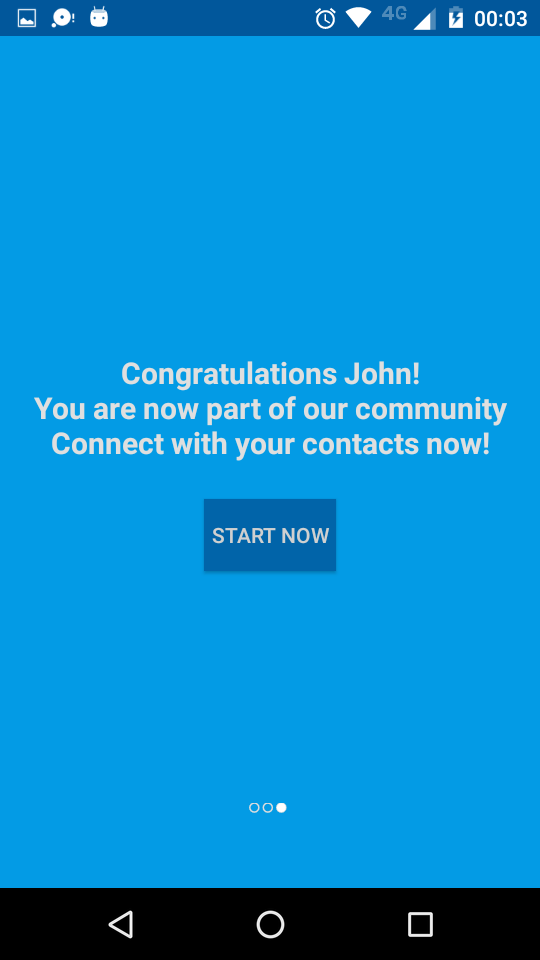 4G 00:03
Congratulations John!
You are now part of our community
Connect with your contacts now!
START NOW